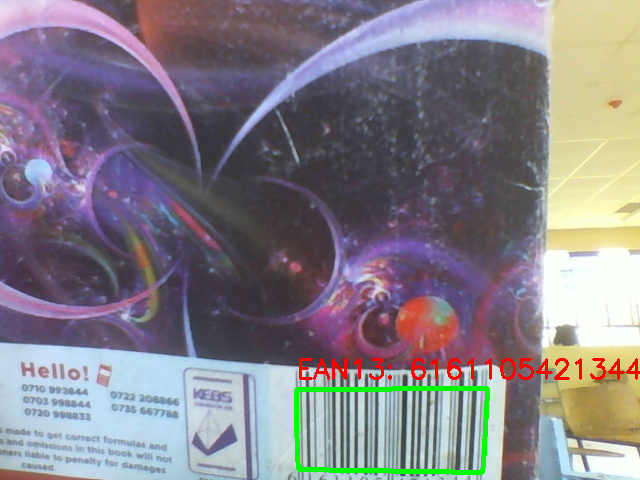 EAN13: 6161105421344
Hello!
0710 993844
0703 998844
0720 998833
0722 208866
0735 667788
KEBS
made to get correct formulas and
s and omissions in this book will not
ners liable to penalty for damages
caused.